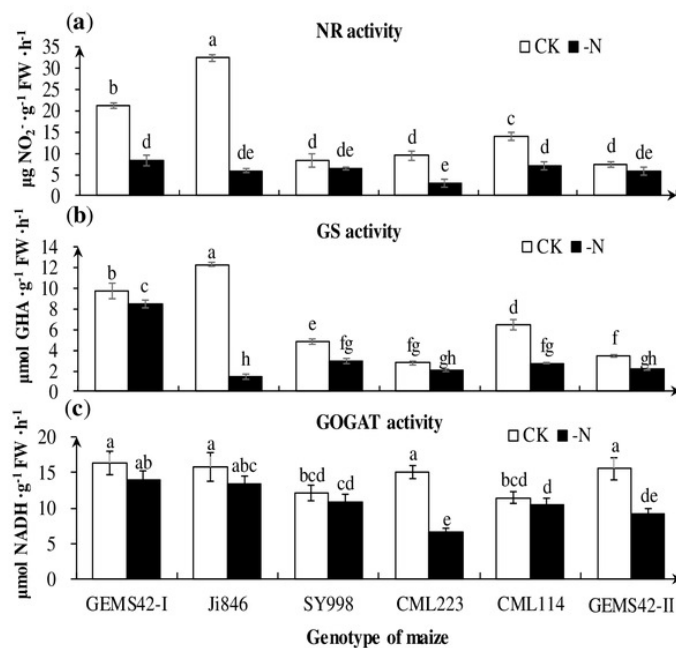 (a) NR activity
CK -N
µg NO₂⁻·g⁻¹ FW ·h⁻¹
35
30
25
20
15
10
5
0
b d a de d de d e c d d de
(b) GS activity
CK -N
µmol GHA ·g⁻¹ FW ·h⁻¹
14
12
10
8
6
4
2
0
b c a h e fg fg gh d fg f gh
(c) GOGAT activity
CK -N
µmol NADH ·g⁻¹ FW ·h⁻¹
20
15
10
5
0
a ab a abc bcd cd a e bcd d a de
GEMS42-I Ji846 SY998 CML223 CML114 GEMS42-II
Genotype of maize